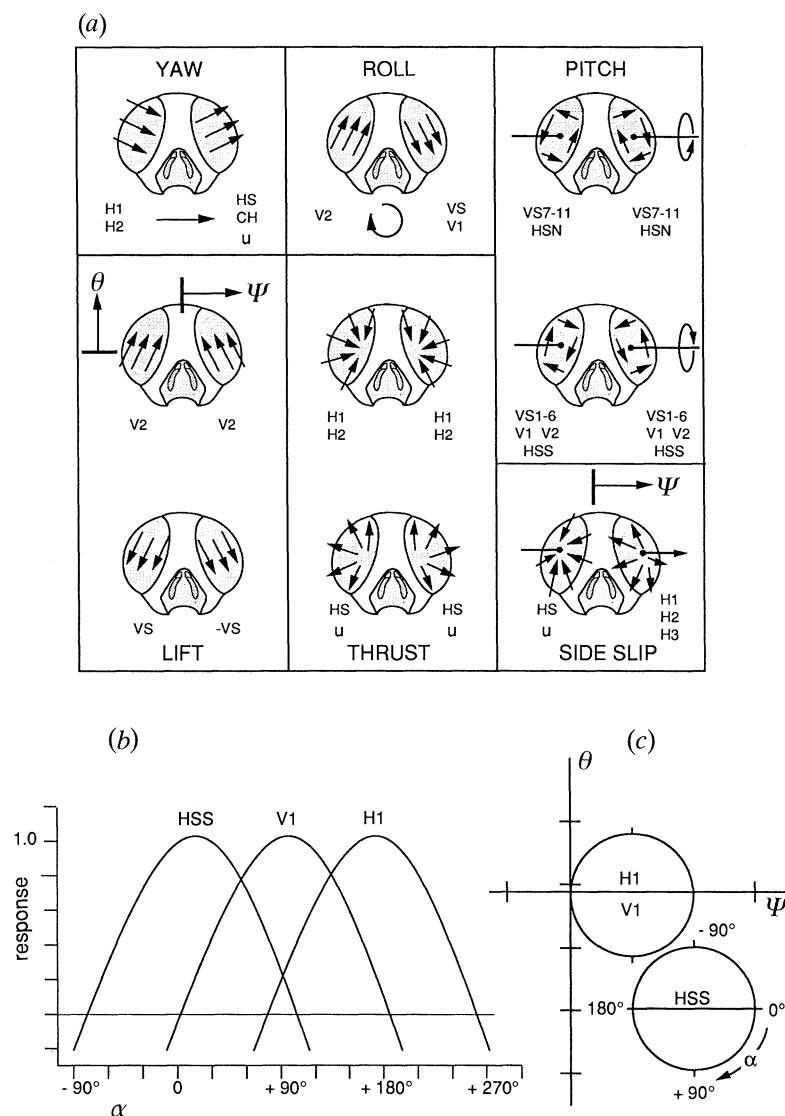 (a)
YAW
ROLL
PITCH
H1
H2
HS
CH
u
V2
VS
V1
VS7-11
HSN
VS7-11
HSN
θ
Ψ
V2
V2
H1
H2
H1
H2
VS1-6
V1 V2
HSS
VS1-6
V1 V2
HSS
Ψ
VS
-VS
HS
u
HS
u
HS
u
H1
H2
H3
LIFT
THRUST
SIDE SLIP
(b)
HSS
V1
H1
1.0
response
- 90°
0
+ 90°
+ 180°
+ 270°
α
(c)
θ
H1
V1
Ψ
- 90°
180°
HSS
0°
α
+ 90°